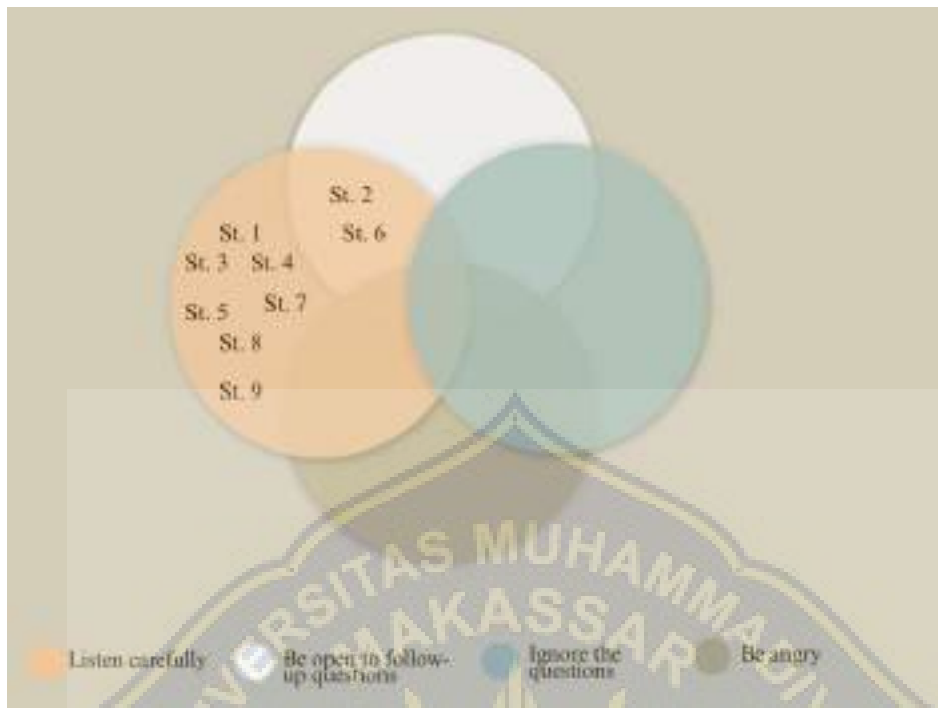 St. 2
St. 1 St. 6
St. 3 St. 4
St. 5 St. 7
St. 8
St. 9
UNIVERSITAS MUHAMMADIY
MAKASSAR
Listen carefully
Be open to follow-
up questions
Ignore the
questions
Be angry